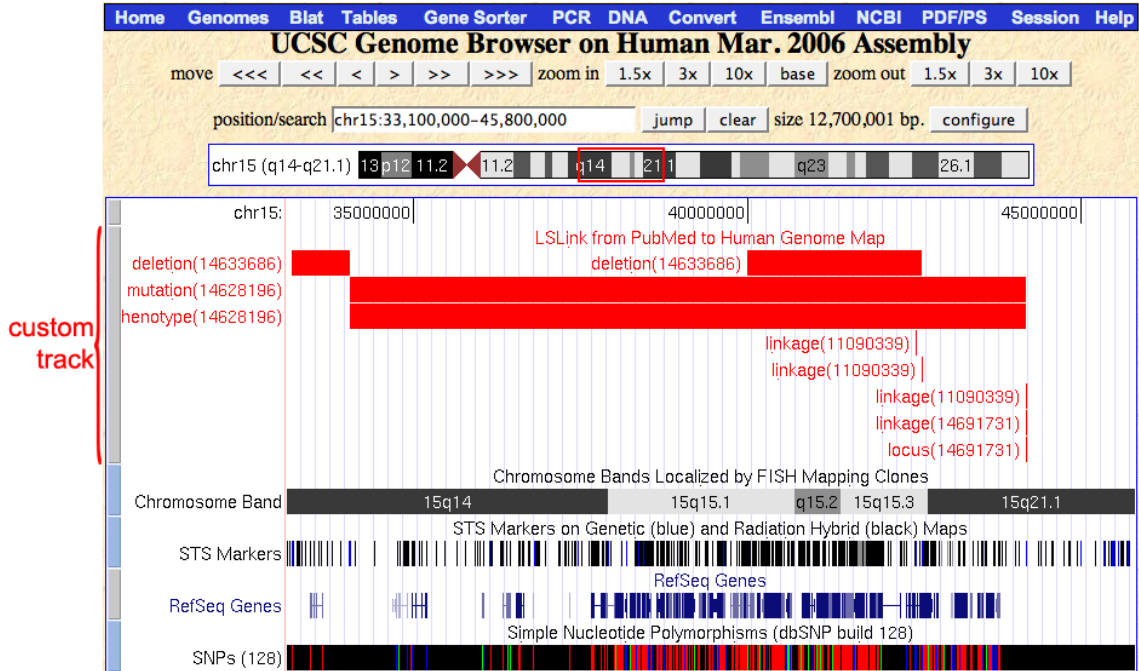 Home Genomes Blat Tables Gene Sorter PCR DNA Convert Ensembl NCBI PDF/PS Session Help
UCSC Genome Browser on Human Mar. 2006 Assembly
move <<< << < > >> >>> zoom in 1.5x 3x 10x base zoom out 1.5x 3x 10x
position/search chr15:33,100,000-45,800,000 jump clear size 12,700,001 bp. configure
chr15 (q14-q21.1) 13 p12 11.2 11.2 q14 21.1 q23 26.1
chr15: 35000000 40000000 45000000
LSLink from PubMed to Human Genome Map
deletion(14633686) deletion(14633686)
mutation(14628196)
henotype(14628196)
custom track
linkage(11090339)
linkage(11090339)
linkage(11090339)
linkage(14691731)
locus(14691731)
Chromosome Bands Localized by FISH Mapping Clones
Chromosome Band 15q14 15q15.1 q15.2 15q15.3 15q21.1
STS Markers on Genetic (blue) and Radiation Hybrid (black) Maps
STS Markers
RefSeq Genes
RefSeq Genes
Simple Nucleotide Polymorphisms (dbSNP build 128)
SNPs (128)